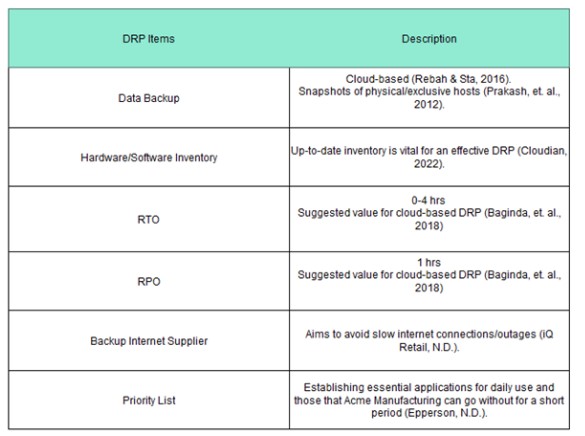 DRP Items
Description
Data Backup
Cloud-based (Rebah & Sta, 2016).
Snapshots of physical/exclusive hosts (Prakash, et. al.,
2012).
Hardware/Software Inventory
Up-to-date inventory is vital for an effective DRP (Cloudian,
2022).
RTO
0-4 hrs
Suggested value for cloud-based DRP (Baginda, et. al.,
2018)
RPO
1 hrs
Suggested value for cloud-based DRP (Baginda, et. al.,
2018)
Backup Internet Supplier
Aims to avoid slow internet connections/outages (iQ
Retail, N.D.).
Priority List
Establishing essential applications for daily use and
those that Acme Manufacturing can go without for a short
period (Epperson, N.D.).